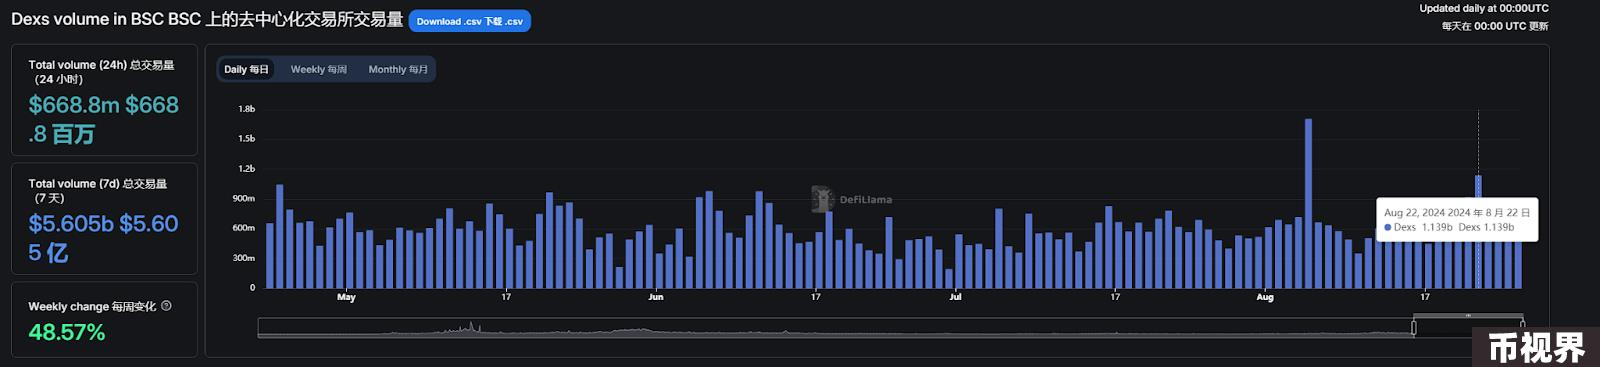 Dexs volume in BSC BSC 上的去中心化交易所交易量
Download .csv 下载 .csv
Updated daily at 00:00UTC
每天在 00:00 UTC 更新
Total volume (24h) 总交易量
(24 小时)
$668.8m $668
.8 百万
Total volume (7d) 总交易量
(7 天)
$5.605b $5.60
5 亿
Weekly change 每周变化
48.57%
Daily 每日 Weekly 每周 Monthly 每月
1.8b
1.5b
1.2b
900m
600m
300m
0
DefiLlama
Aug 22, 2024 2024 年 8 月 22 日
Dexs 1.139b Dexs 1.139b
May 17 Jun 17 Jul 17 Aug 17
币视界